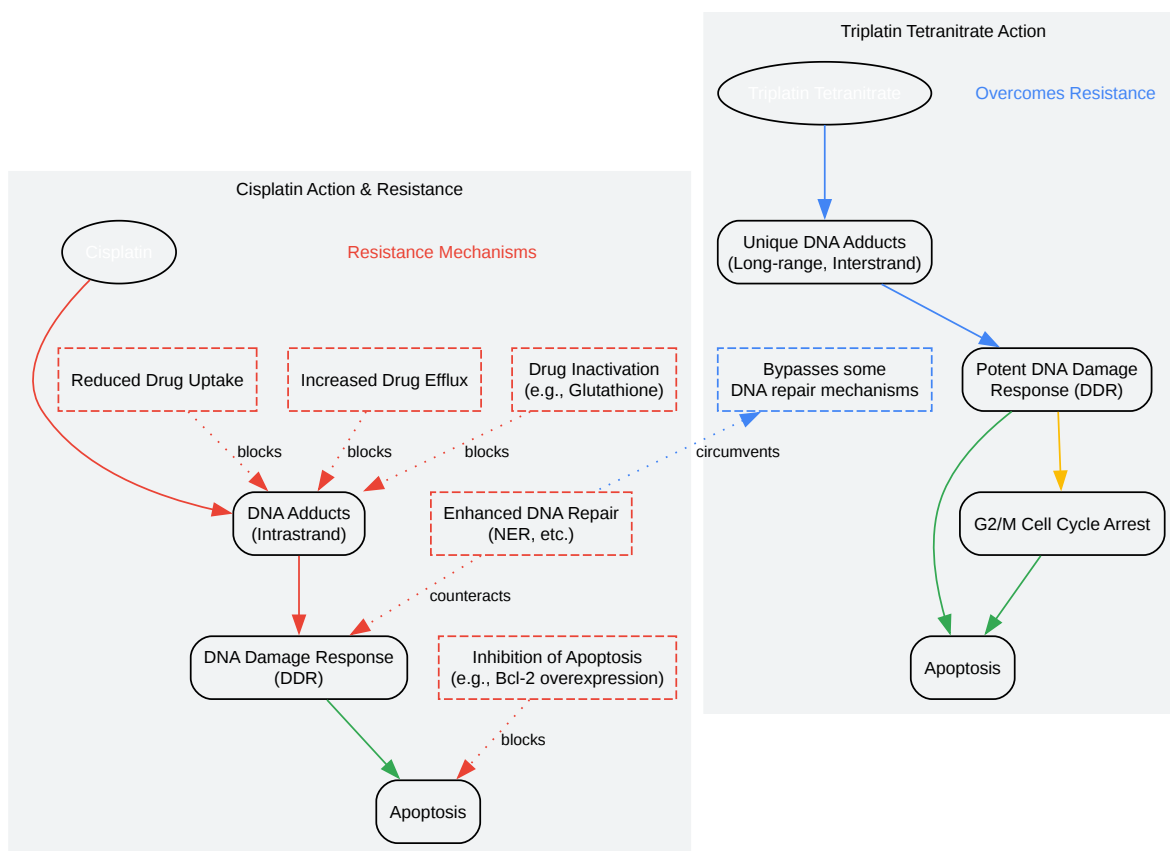 Triplatin Tetranitrate Action
Triplatin Tetranitrate
Overcomes Resistance
Unique DNA Adducts
(Long-range, Interstrand)
Bypasses some
DNA repair mechanisms
Potent DNA Damage
Response (DDR)
circumvents
G2/M Cell Cycle Arrest
Apoptosis
Cisplatin Action & Resistance
Cisplatin
Resistance Mechanisms
Reduced Drug Uptake
Increased Drug Efflux
Drug Inactivation
(e.g., Glutathione)
blocks
blocks
blocks
DNA Adducts
(Intrastrand)
Enhanced DNA Repair
(NER, etc.)
counteracts
DNA Damage Response
(DDR)
Inhibition of Apoptosis
(e.g., Bcl-2 overexpression)
blocks
Apoptosis